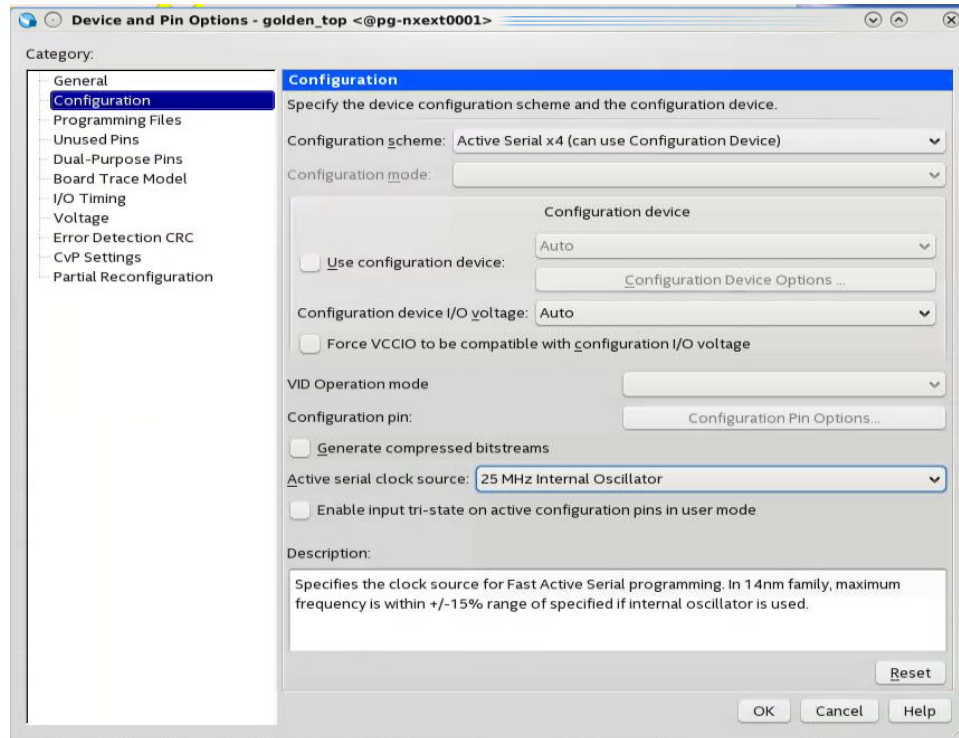 Device and Pin Options - golden_top <@pg-nxext0001>
Category:
General
Configuration
Programming Files
Unused Pins
Dual-Purpose Pins
Board Trace Model
I/O Timing
Voltage
Error Detection CRC
CvP Settings
Partial Reconfiguration
Configuration
Specify the device configuration scheme and the configuration device.
Configuration scheme: Active Serial x4 (can use Configuration Device)
Configuration mode:
Configuration device
Auto
Use configuration device:
Configuration Device Options ...
Configuration device I/O voltage: Auto
Force VCCIO to be compatible with configuration I/O voltage
VID Operation mode
Configuration pin: Configuration Pin Options...
Generate compressed bitstreams
Active serial clock source: 25 MHz Internal Oscillator
Enable input tri-state on active configuration pins in user mode
Description:
Specifies the clock source for Fast Active Serial programming. In 14nm family, maximum
frequency is within +/-15% range of specified if internal oscillator is used.
Reset
OK Cancel Help